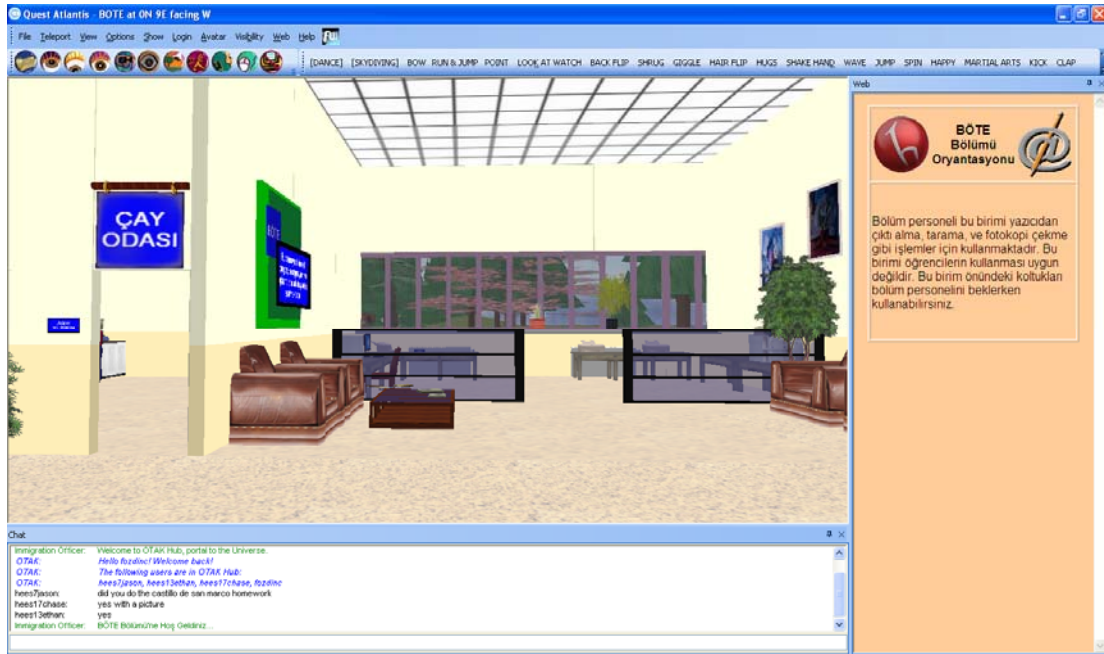 Quest Atlantis - BOTE at 0N 9E facing W
File Teleport View Options Show Login Avatar Visibility Web Help
[DANCE] [SKYDIVING] BOW RUN & JUMP POINT LOOK AT WATCH BACK FLIP SHRUG GIGGLE HAIR FLIP HUGS SHAKE HAND WAVE JUMP SPIN HAPPY MARTIAL ARTS KICK CLAP
Web
BÖTE
Bölümü
Oryantasyonu
Bölüm personeli bu birimi yazıcıdan
çıktı alma, tarama, ve fotokopi çekme
gibi işlemler için kullanmaktadır. Bu
birimi öğrencilerin kullanması uygun
değildir. Bu birim önündeki koltukları
bölüm personelini beklerken
kullanabilirsiniz.
ÇAY
ODASI
BÖTE
Chat
Immigration Officer: Welcome to OTAK Hub, portal to the Universe.
OTAK: Hello fozdinc! Welcome back!
OTAK: The following users are in OTAK Hub:
OTAK: hees7jason, hees13ethan, hees17chase, fozdinc
hees7jason: did you do the castillo de san marco homework
hees17chase: yes with a picture
hees13ethan: yes
Immigration Officer: BÖTE Bölümü'ne Hoş Geldiniz...